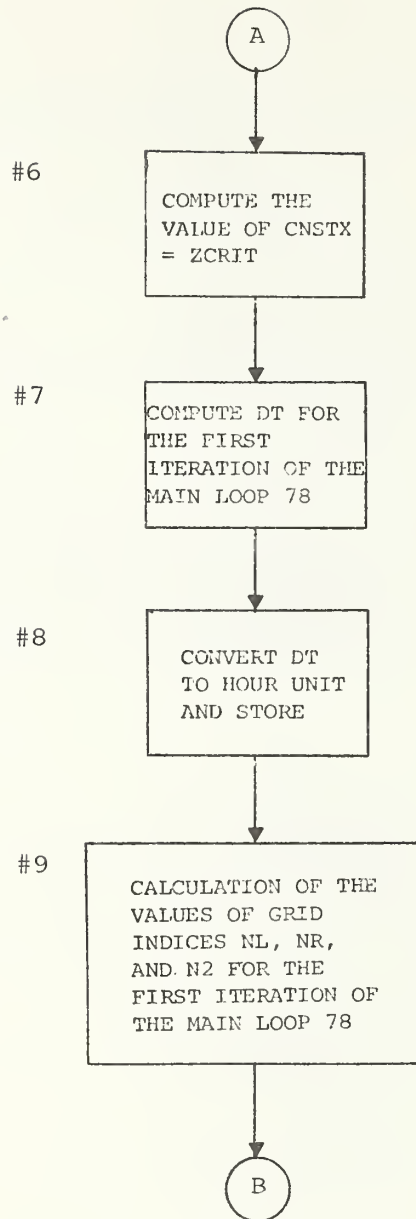 A
#6
COMPUTE THE
VALUE OF CNSTX
= ZCRIT
#7
COMPUTE DT FOR
THE FIRST
ITERATION OF THE
MAIN LOOP 78
#8
CONVERT DT
TO HOUR UNIT
AND STORE
#9
CALCULATION OF THE
VALUES OF GRID
INDICES NL, NR,
AND N2 FOR THE
FIRST ITERATION OF
THE MAIN LOOP 78
B